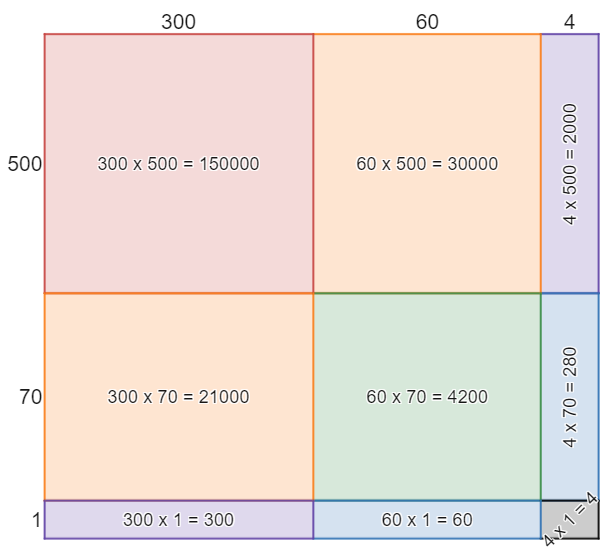 300 60 4
500 300 x 500 = 150000 60 x 500 = 30000 4 x 500 = 2000
70 300 x 70 = 21000 60 x 70 = 4200 4 x 70 = 280
1 300 x 1 = 300 60 x 1 = 60 4 x 1 = 4